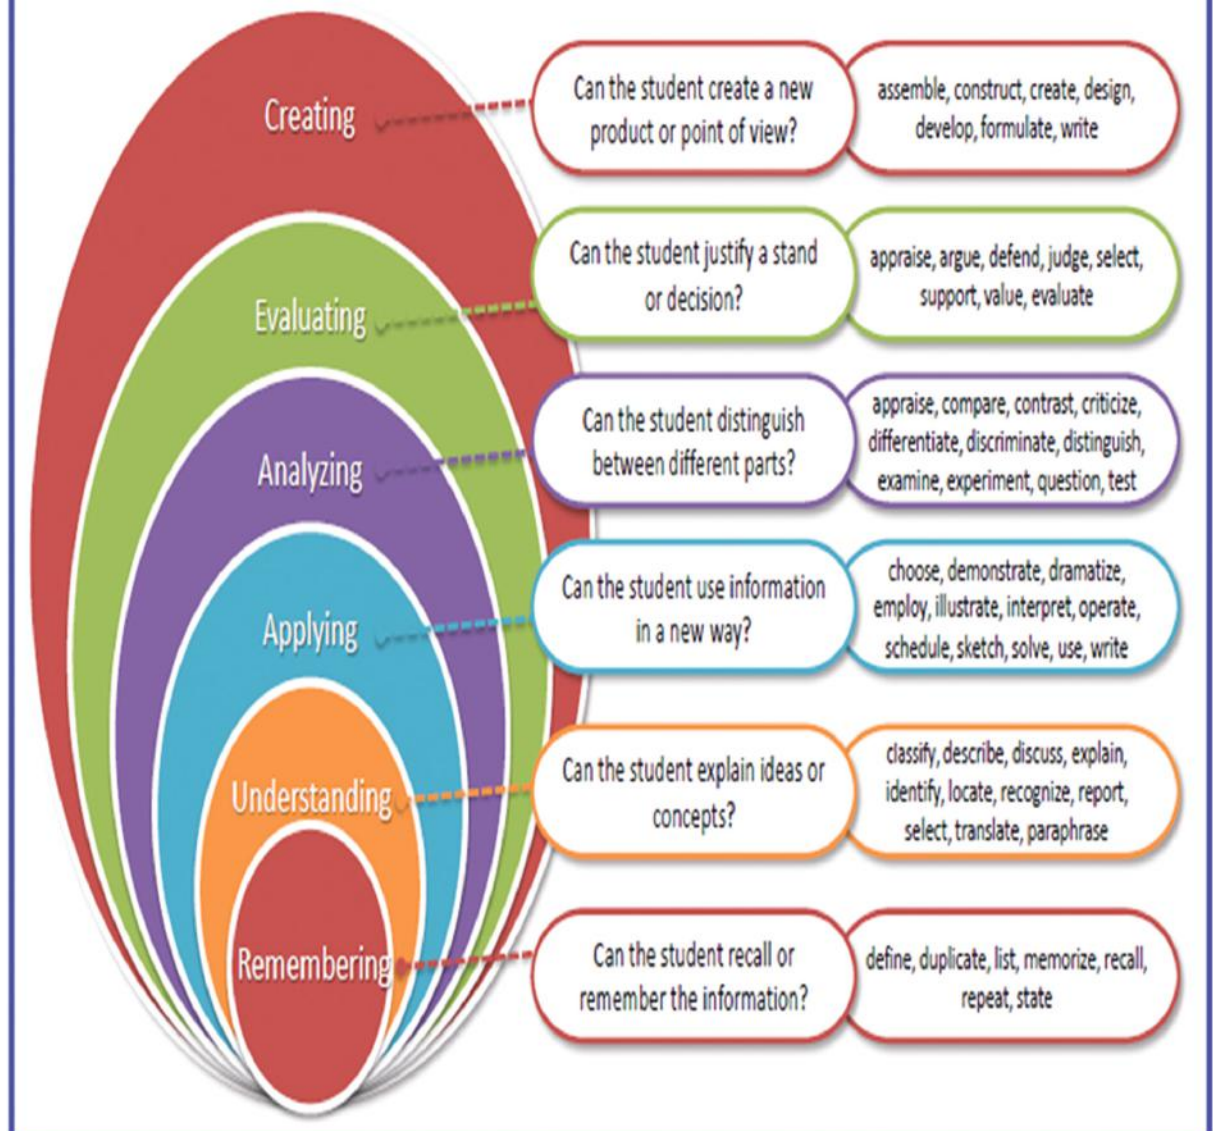 Creating
Can the student create a new
product or point of view?
assemble, construct, create, design,
develop, formulate, write
Evaluating
Can the student justify a stand
or decision?
appraise, argue, defend, judge, select,
support, value, evaluate
Analyzing
Can the student distinguish
between different parts?
appraise, compare, contrast, criticize,
differentiate, discriminate, distinguish,
examine, experiment, question, test
Applying
Can the student use information
in a new way?
choose, demonstrate, dramatize,
employ, illustrate, interpret, operate,
schedule, sketch, solve, use, write
Understanding
Can the student explain ideas or
concepts?
classify, describe, discuss, explain,
identify, locate, recognize, report,
select, translate, paraphrase
Remembering
Can the student recall or
remember the information?
define, duplicate, list, memorize, recall,
repeat, state